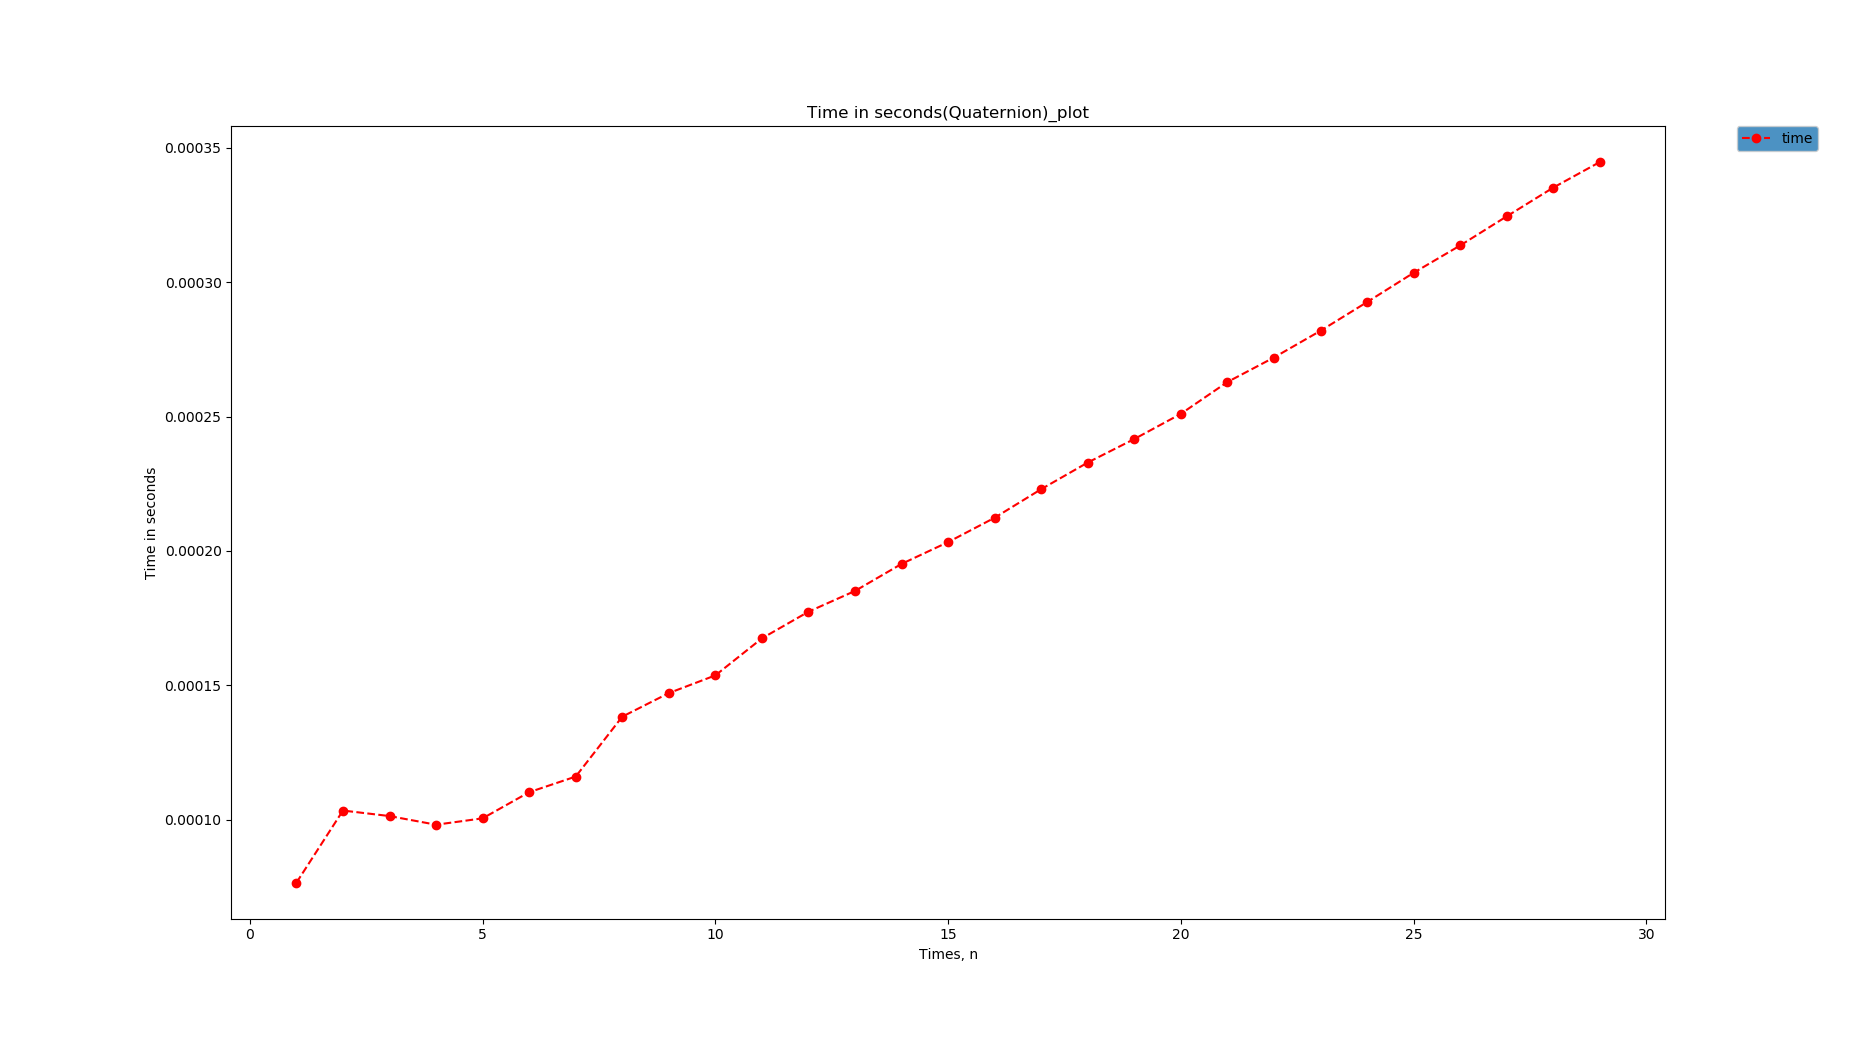 Time in seconds(Quaternion)_plot
time
0.00035
0.00030
0.00025
0.00020
0.00015
0.00010
Time in seconds
0 5 10 15 20 25 30
Times, n